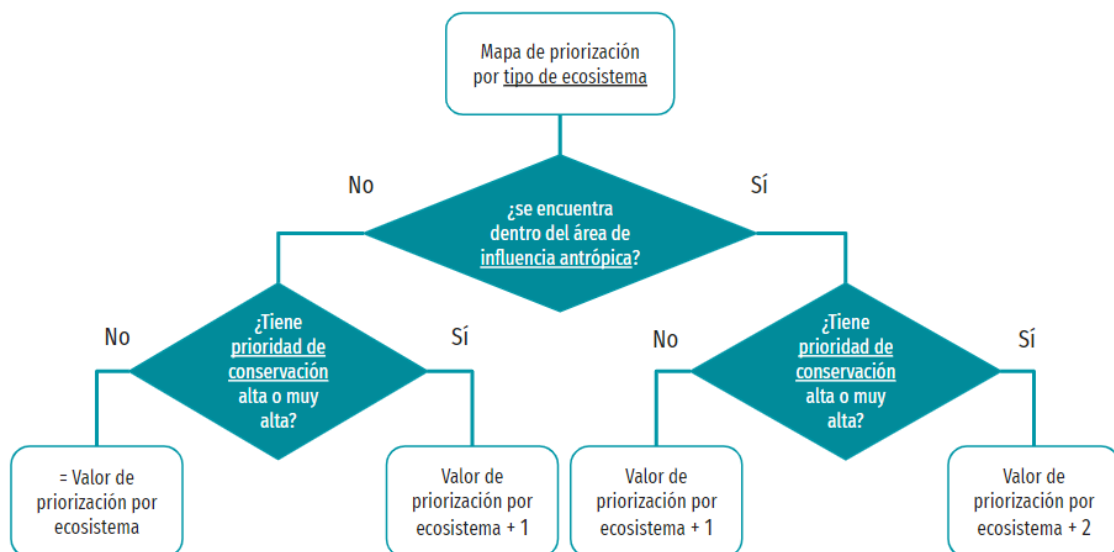 Mapa de priorización
por tipo de ecosistema
No
Sí
¿se encuentra
dentro del área de
influencia antrópica?
No
¿Tiene
prioridad de
conservación
alta o muy
alta?
Sí
No
¿Tiene
prioridad de
conservación
alta o muy
alta?
Sí
= Valor de
priorización por
ecosistema
Valor de
priorización por
ecosistema + 1
Valor de
priorización por
ecosistema + 1
Valor de
priorización por
ecosistema + 2